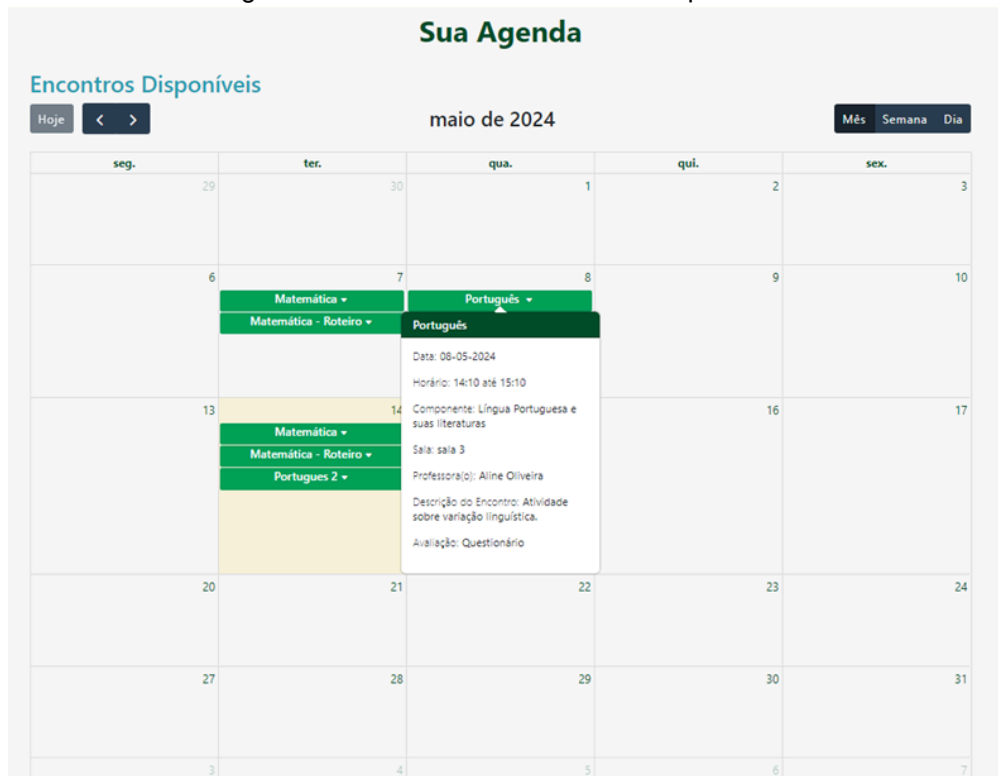 Sua Agenda
Encontros Disponíveis
Hoje < > maio de 2024 Mês Semana Dia
seg. ter. qua. qui. sex.
29 30 1 2 3
6 7 8 9 10
Matemática Português
Matemática - Roteiro
Português
Data: 08-05-2024
Horário: 14:10 até 15:10
Componente: Língua Portuguesa e
suas literaturas
Sala: sala 3
Professora(o): Aline Oliveira
Descrição do Encontro: Atividade
sobre variação linguística.
Avaliação: Questionário
13 14 16 17
Matemática
Matemática - Roteiro
Portugues 2
20 21 22 23 24
27 28 29 30 31
3 4 5 6 7